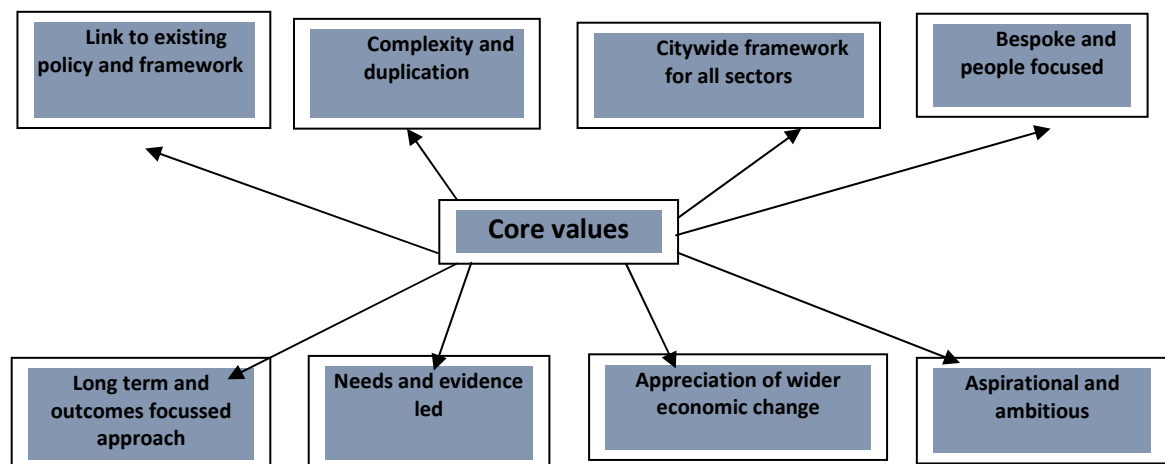 Link to existing
policy and framework
Complexity and
duplication
Citywide framework
for all sectors
Bespoke and
people focused
Core values
Long term and
outcomes focussed
approach
Needs and evidence
led
Appreciation of wider
economic change
Aspirational and
ambitious